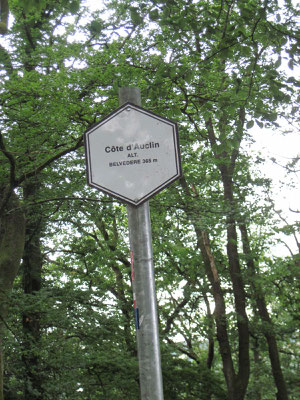 Côte d'Auclin
ALT.
BELVEDERE 368 m